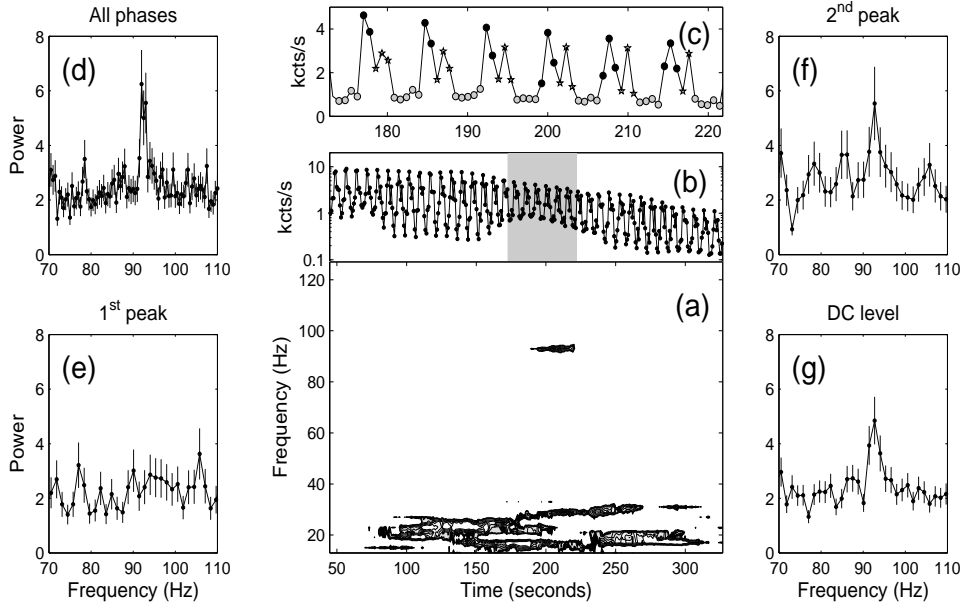 All phases
(d)
Power
8
6
4
2
0
70 80 90 100 110
1st peak
(e)
Power
8
6
4
2
0
70 80 90 100 110
Frequency (Hz)
(c)
kcts/s
4
2
0
180 190 200 210 220
(b)
kcts/s
10
1
0.1
(a)
Frequency (Hz)
120
100
80
60
40
20
50 100 150 200 250 300
Time (seconds)
2nd peak
(f)
8
6
4
2
0
70 80 90 100 110
DC level
(g)
8
6
4
2
0
70 80 90 100 110
Frequency (Hz)